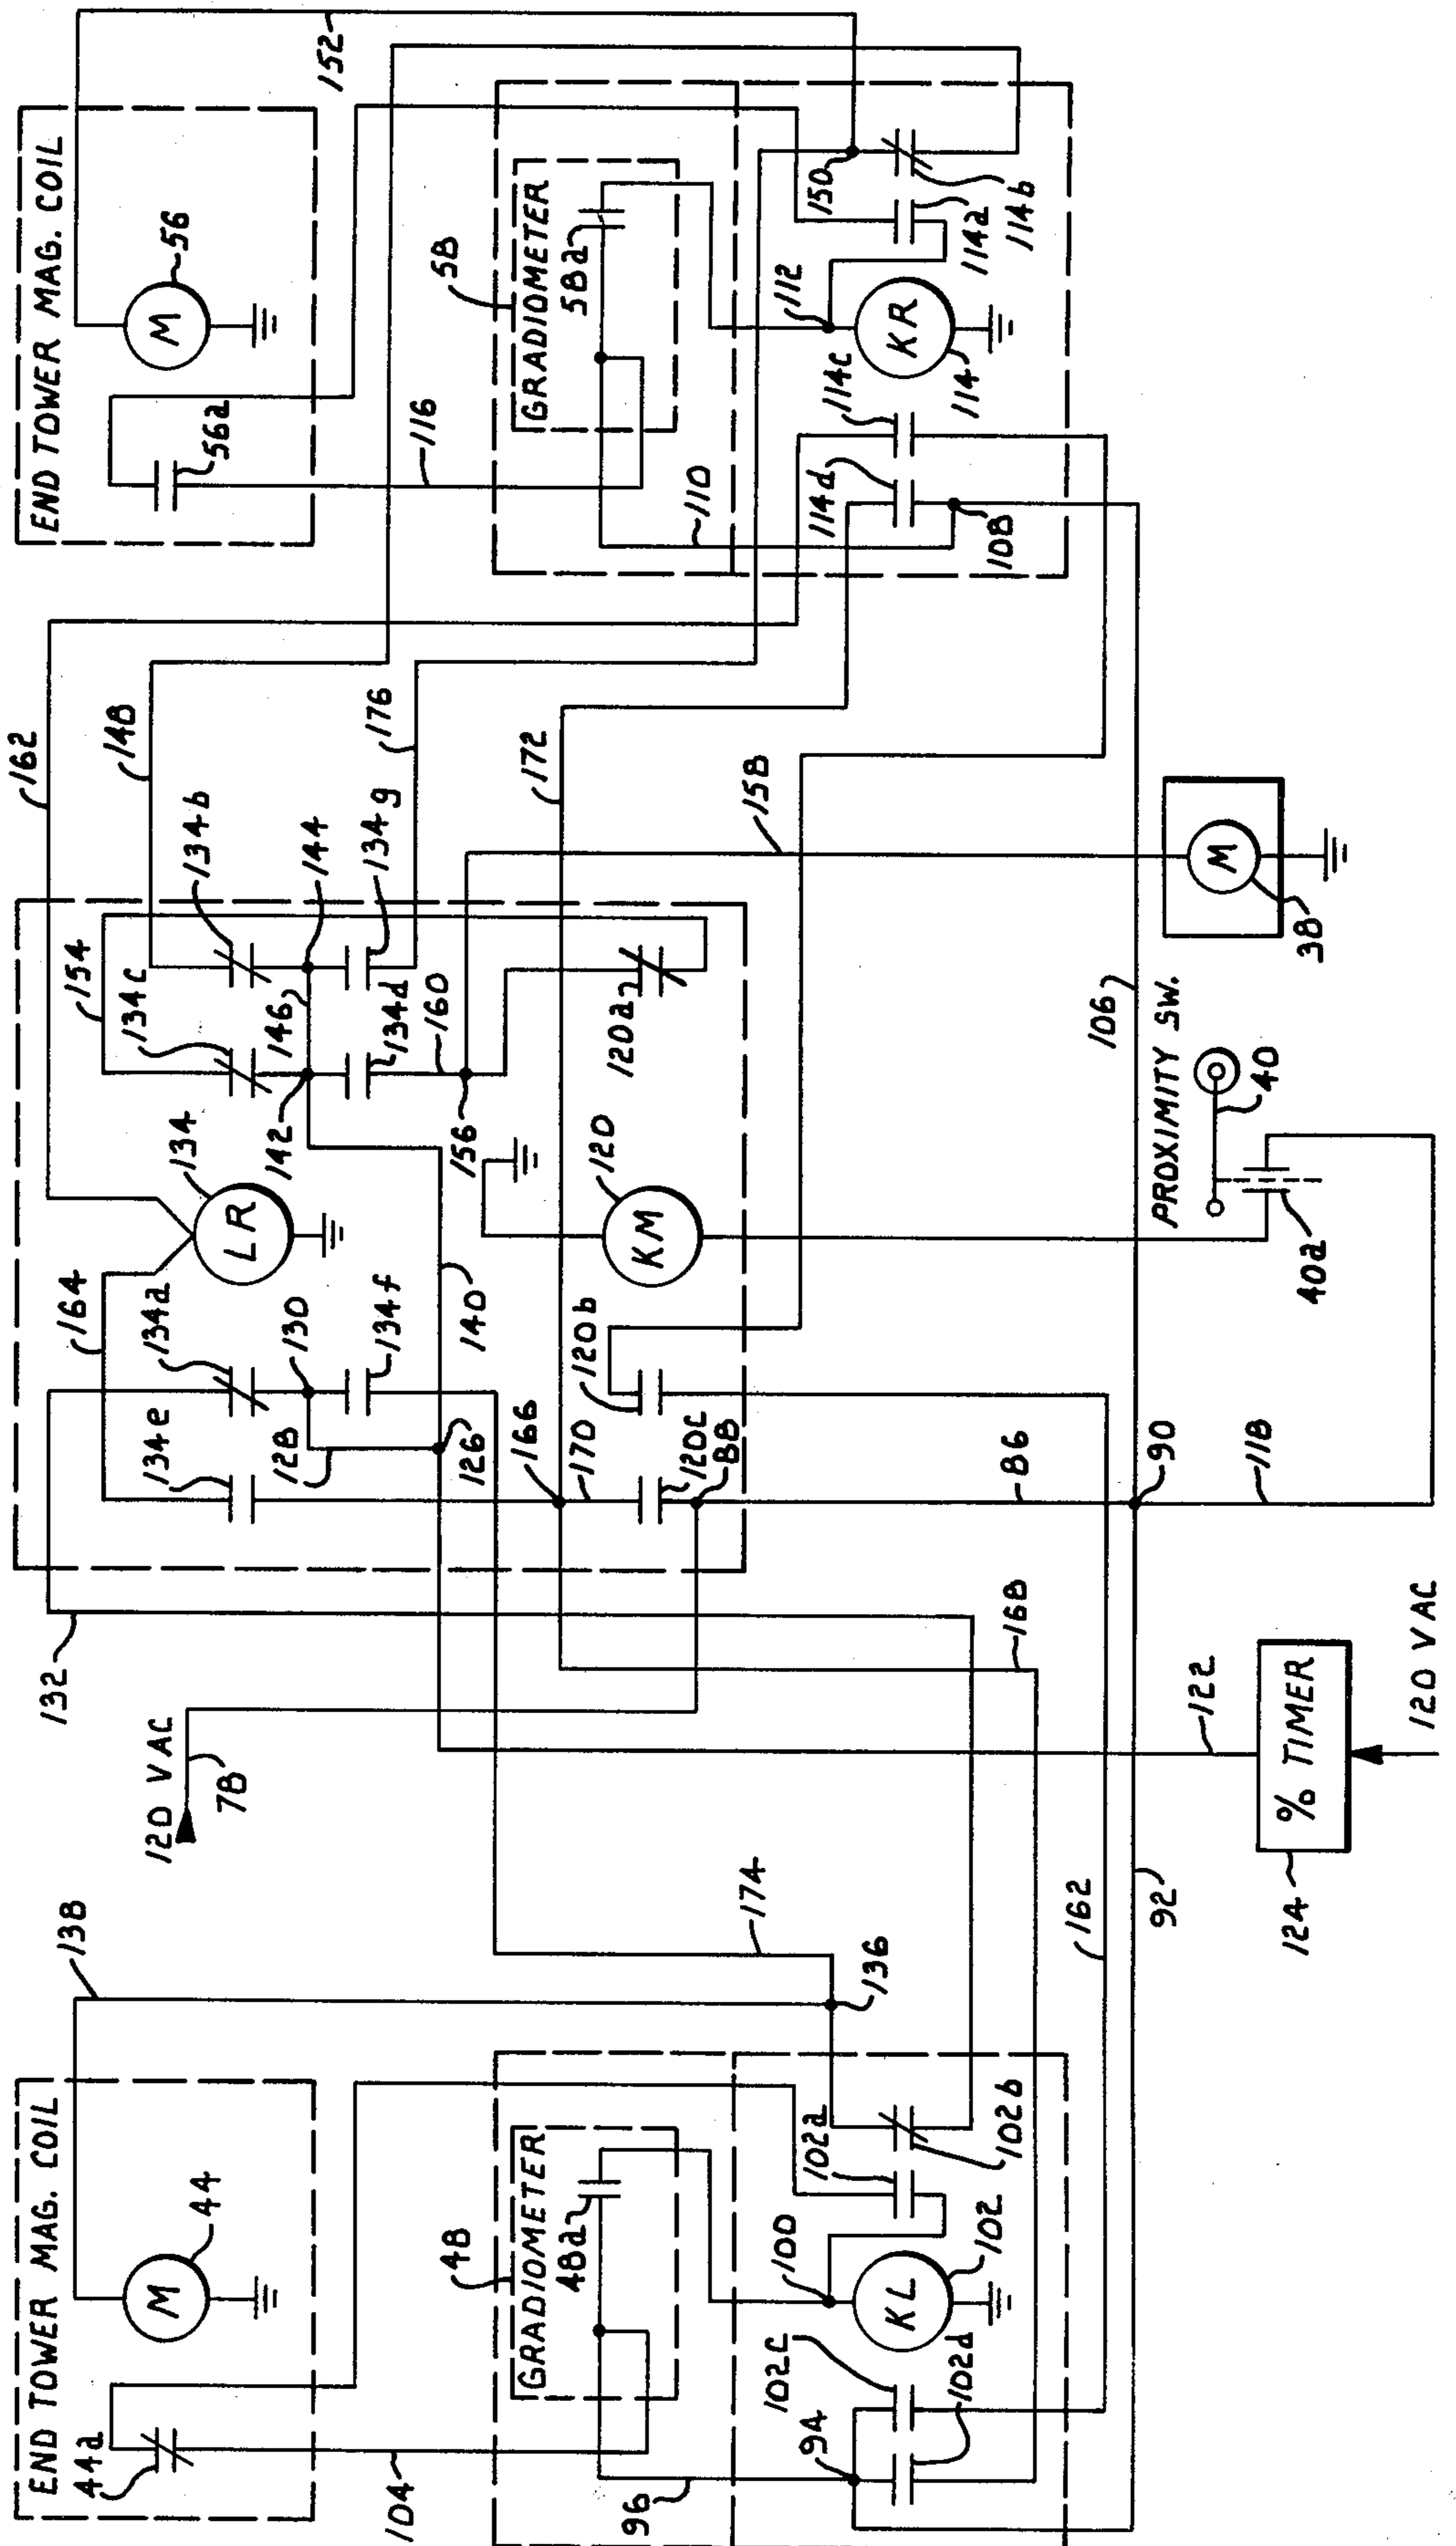 END TOWER MAG. COIL
44a
M
44
138
104
48
GRADIOMETER
48a
96
94
102c
102d
100
KL
102
102a
102b
136
174
132
120 VAC
78
162
92
168
122
124
% TIMER
120 VAC
164
134e
134a
128
130
134f
126
166
170
120b
120c
88
86
90
118
LR
134
140
142
154
134c
146
134d
160
156
KM
120
120a
134b
144
134g
148
162
176
172
158
106
PROXIMITY SW.
40
40a
M
38
END TOWER MAG. COIL
56a
M
56
152
116
110
58
GRADIOMETER
58a
114d
108
114c
112
KR
114
150
114a
114b